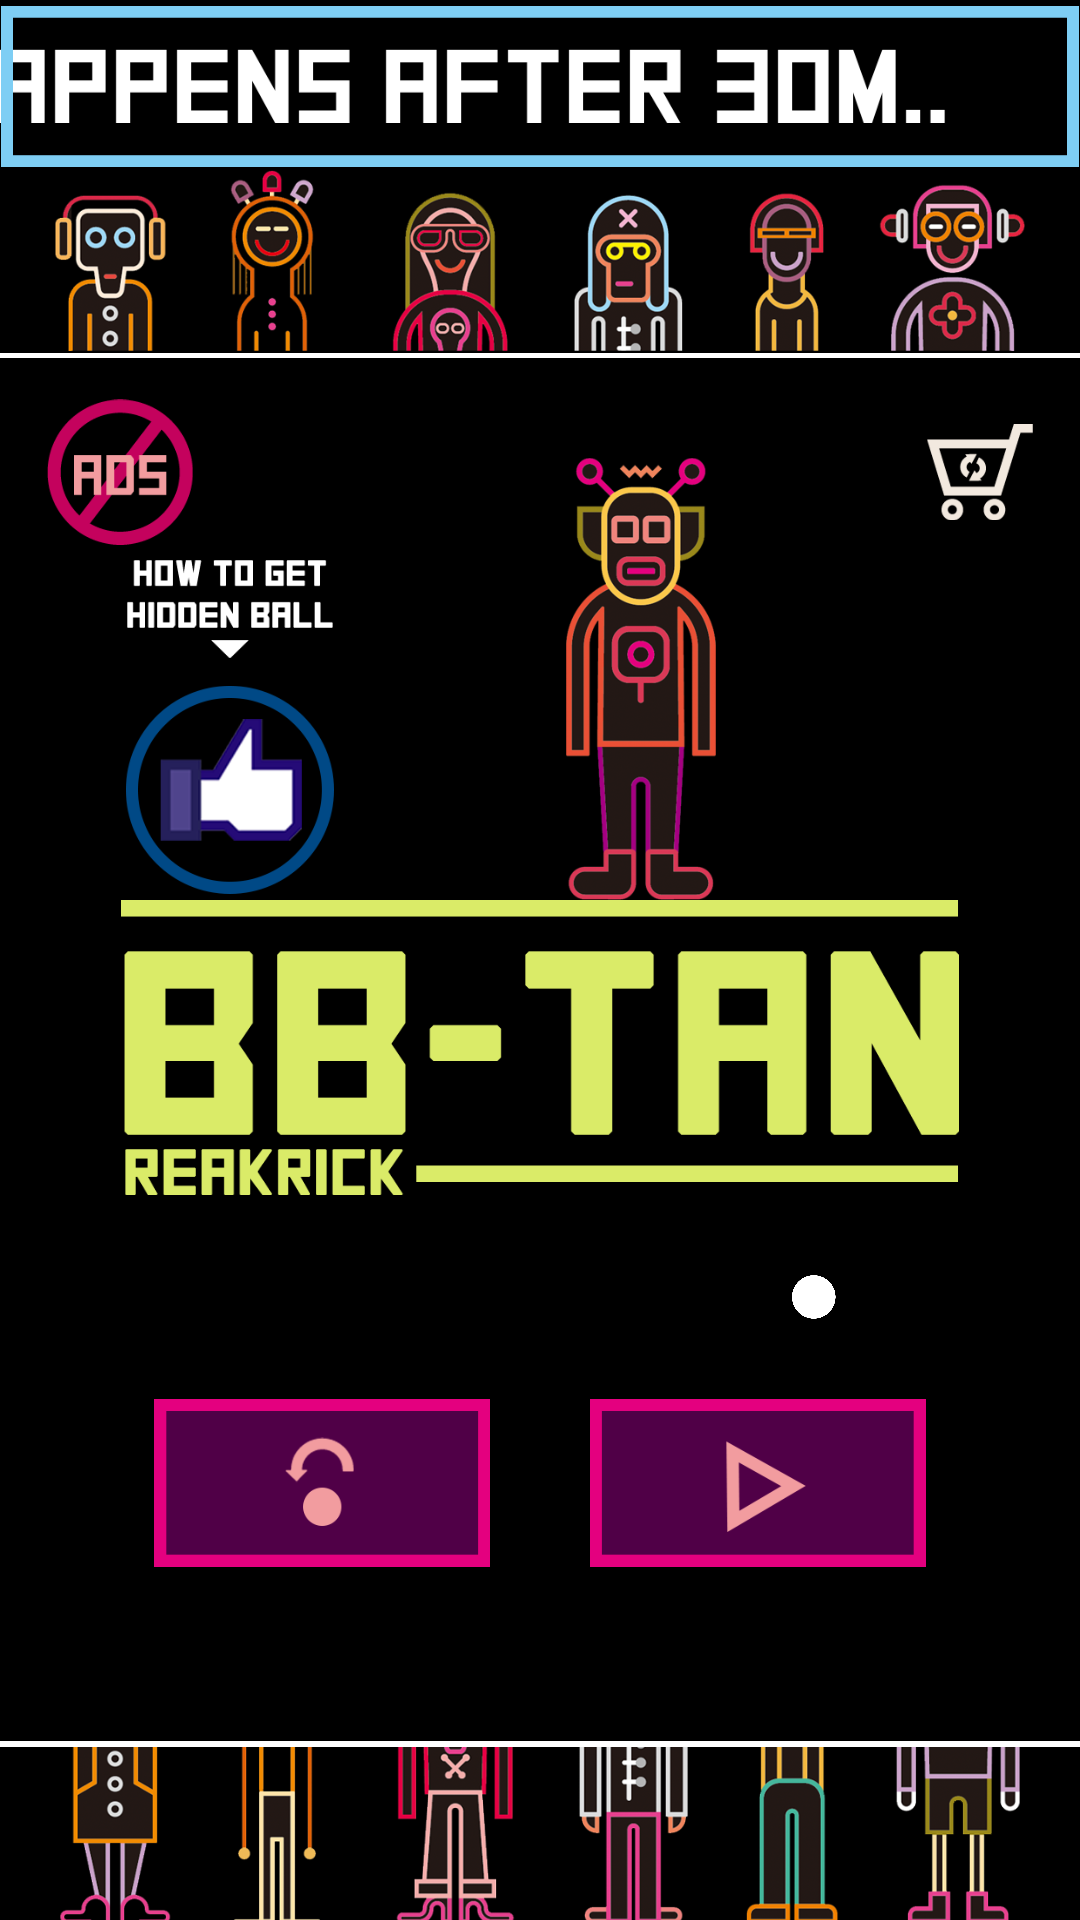 APPENS AFTER 30M..
ADS
HOW TO GET
HIDDEN BALL
BB-TAN
REAKRICK